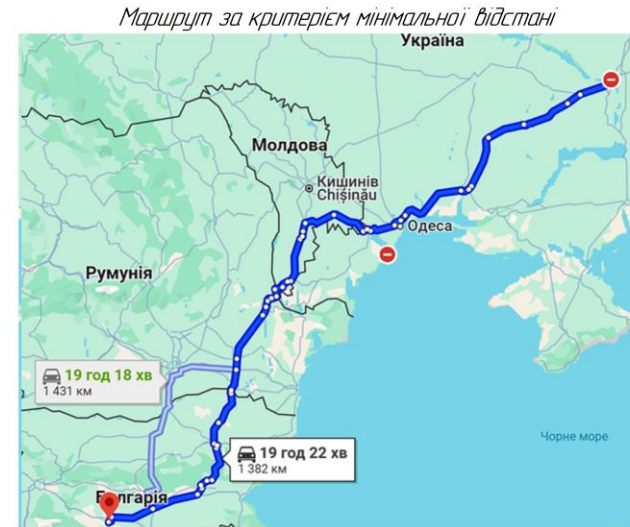 Маршрут за критерієм мінімальної відстані
Україна
Молдова
Кишинів
Chișinău
Одеса
Румунія
19 год 18 хв
1 431 км
19 год 22 хв
1 382 км
Чорне море
Болгарія